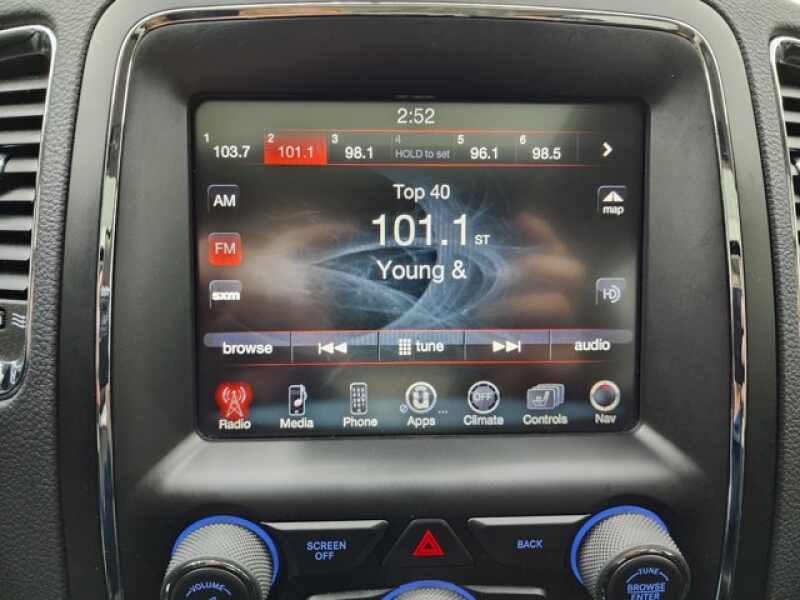 2:52
1 103.7 2 101.1 3 98.1 4 HOLD to set 5 96.1 6 98.5
Top 40
AM
map
101.1 ST
FM
Young &
sxm
HD
browse tune audio
Radio Media Phone Apps ... OFF Climate Controls Nav
SCREEN OFF
BACK
VOLUME
TUNE
BROWSE
ENTER